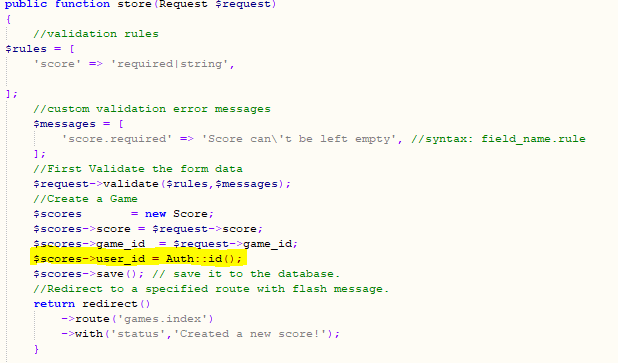 public function store(Request $request)
{
//validation rules
$rules = [
'score' => 'required|string',
];
//custom validation error messages
$messages = [
'score.required' => 'Score can\'t be left empty', //syntax: field_name.rule
];
//First Validate the form data
$request->validate($rules,$messages);
//Create a Game
$scores = new Score;
$scores->score = $request->score;
$scores->game_id = $request->game_id;
$scores->user_id = Auth::id();
$scores->save(); // save it to the database.
//Redirect to a specified route with flash message.
return redirect()
->route('games.index')
->with('status','Created a new score!');
}